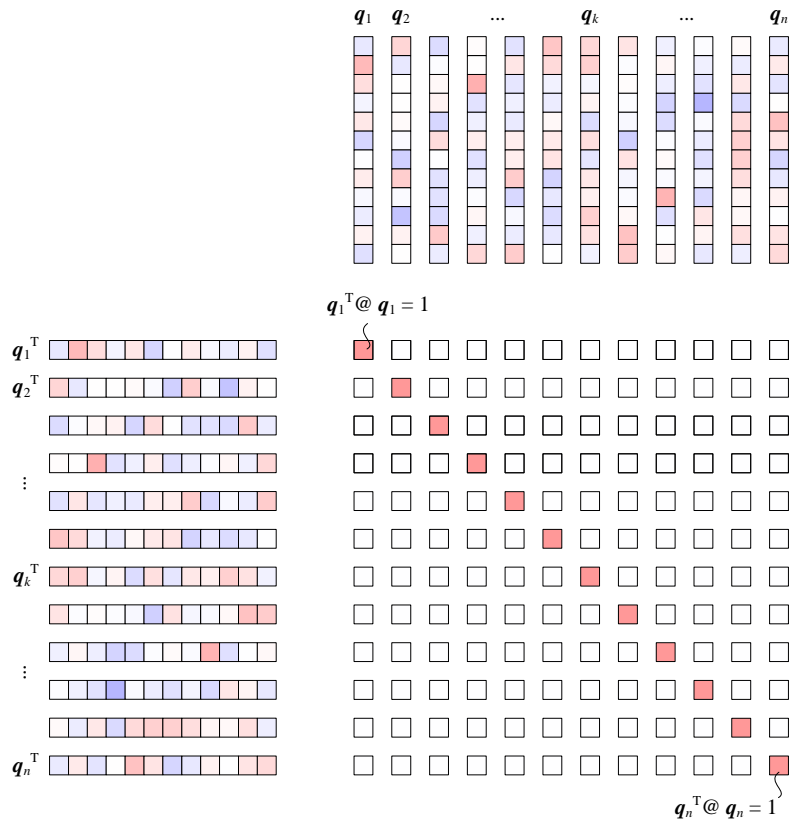 q₁ q₂ ... qₖ ... qₙ
q₁ᵀ @ q₁ = 1
q₁ᵀ
q₂ᵀ
...
qₖᵀ
...
qₙᵀ
qₙᵀ @ qₙ = 1